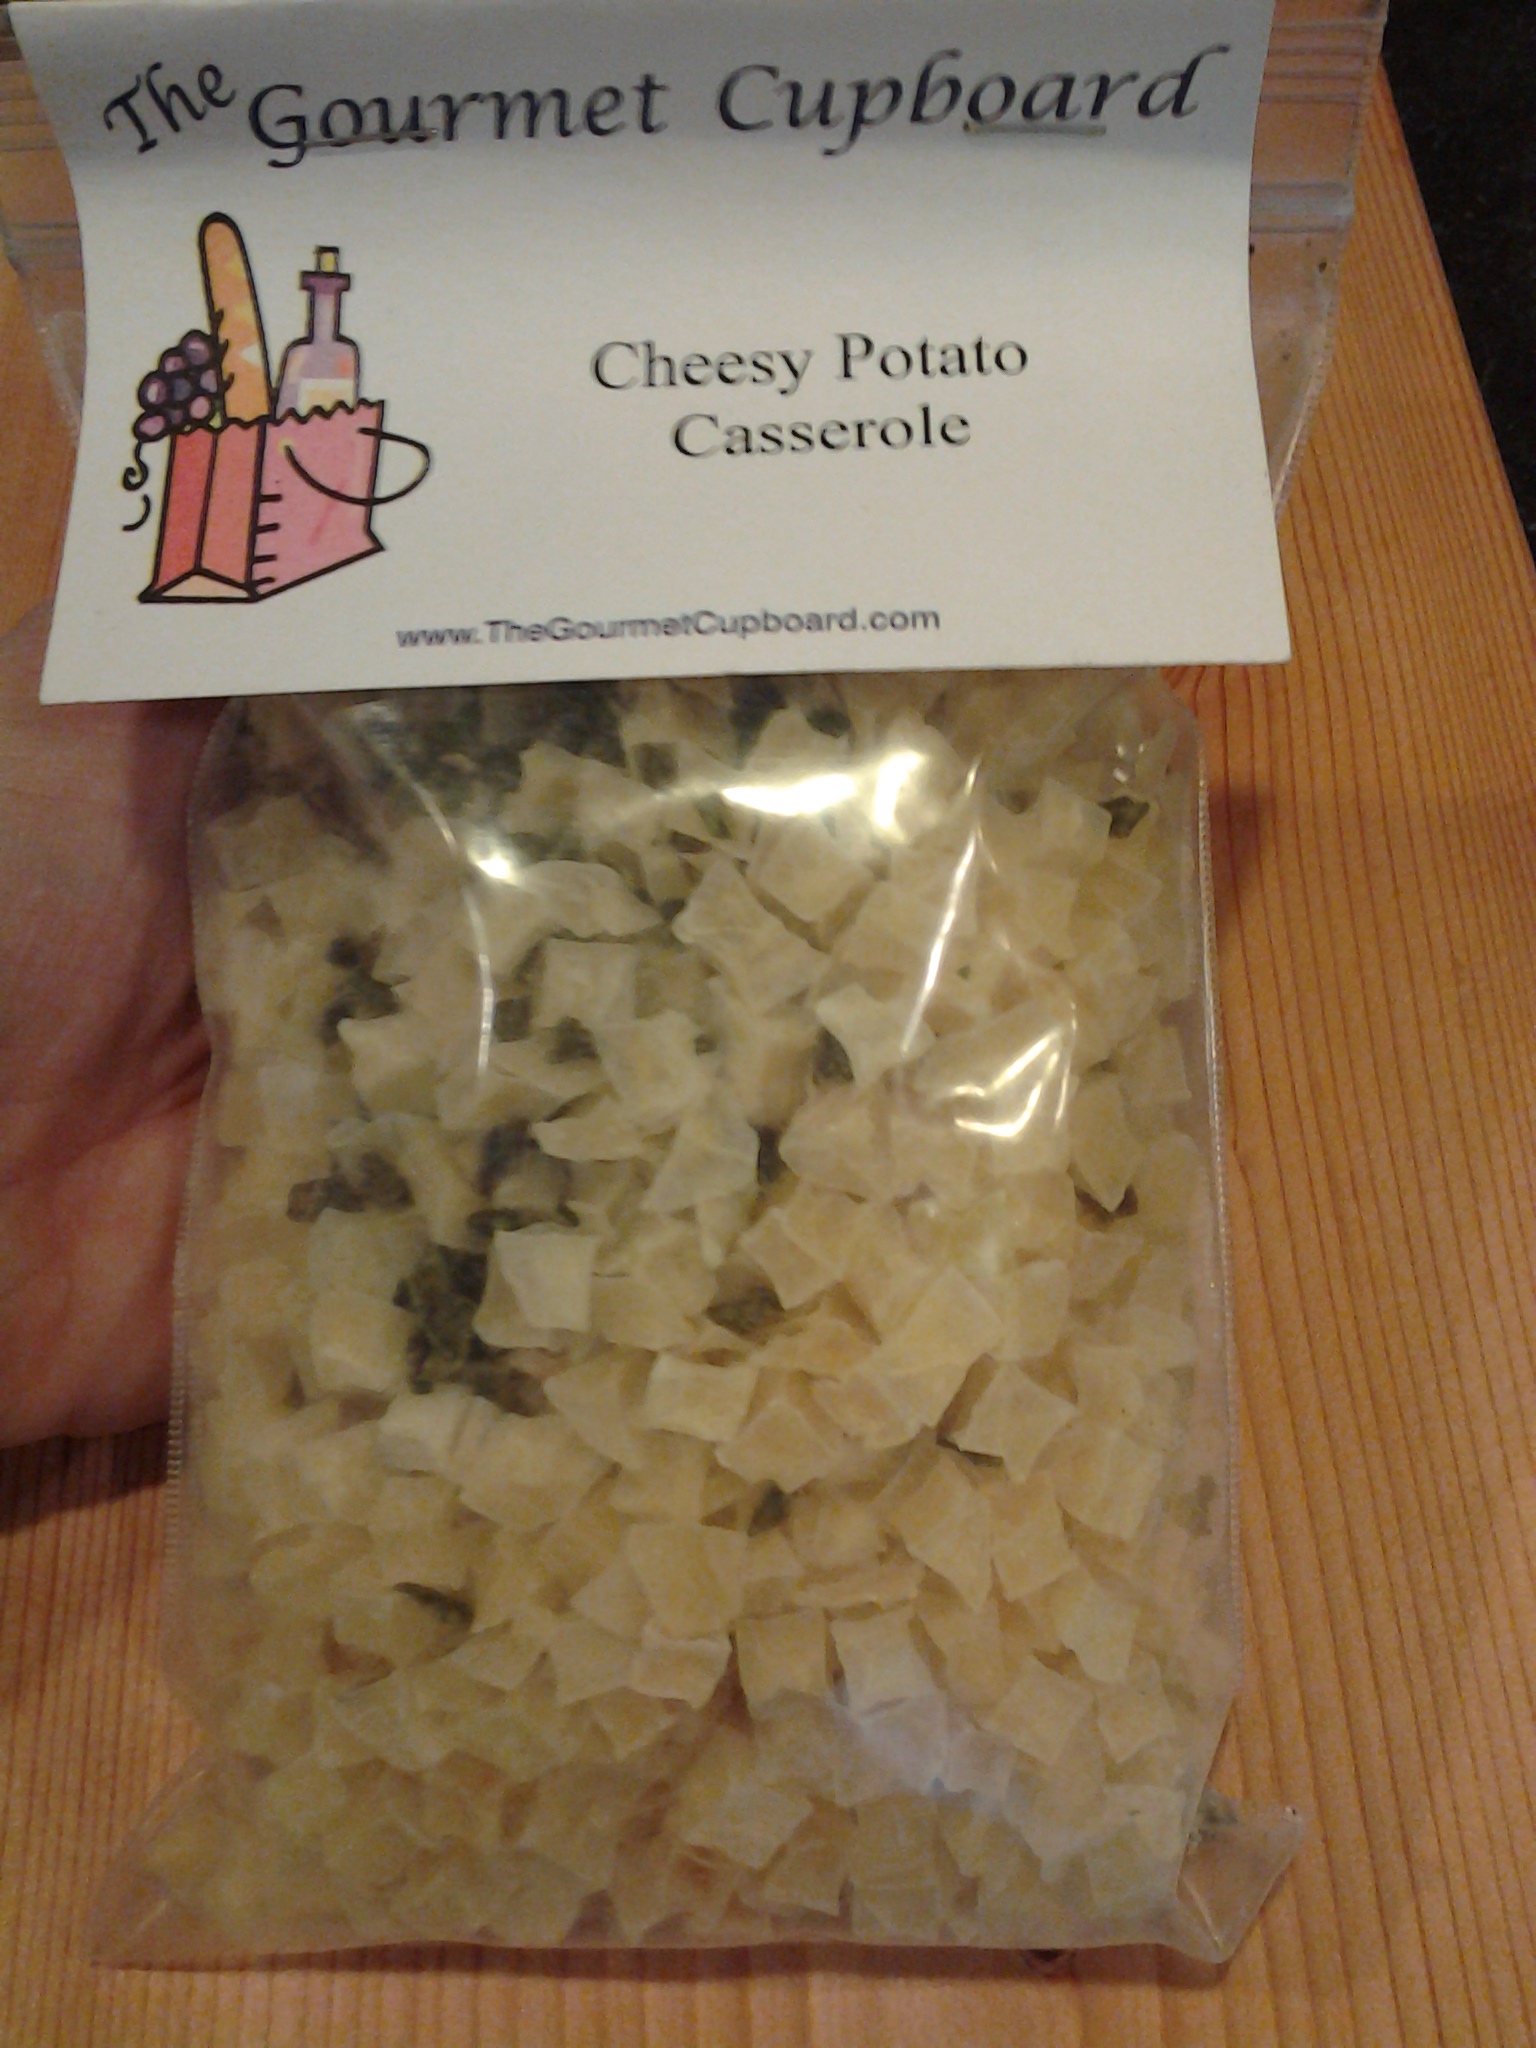 The Gourmet Cupboard
Cheesy Potato
Casserole
www.TheGourmetCupboard.com